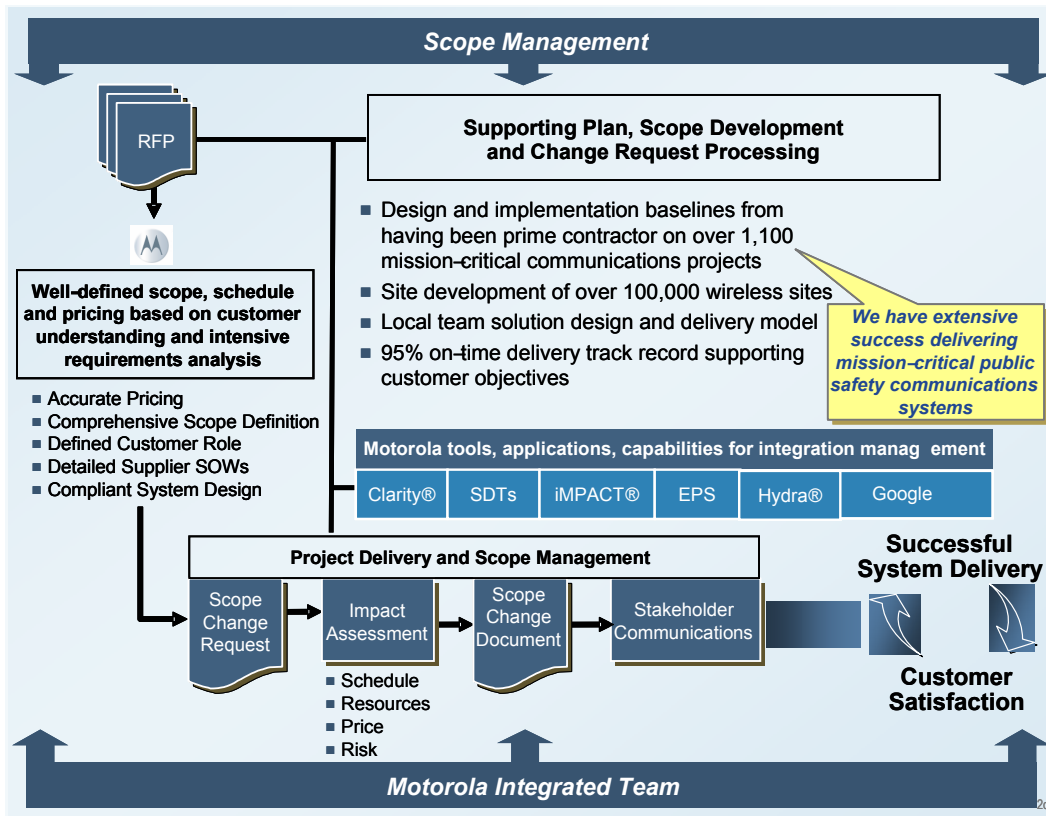 Scope Management
RFP
Supporting Plan, Scope Development
and Change Request Processing
Design and implementation baselines from
having been prime contractor on over 1,100
mission-critical communications projects
Site development of over 100,000 wireless sites
Local team solution design and delivery model
95% on-time delivery track record supporting
customer objectives
We have extensive
success delivering
mission-critical public
safety communications
systems
Well-defined scope, schedule
and pricing based on customer
understanding and intensive
requirements analysis
Accurate Pricing
Comprehensive Scope Definition
Defined Customer Role
Detailed Supplier SOWs
Compliant System Design
Motorola tools, applications, capabilities for integration manag ement
Clarity® SDTs iMPACT® EPS Hydra® Google
Project Delivery and Scope Management
Scope
Change
Request
Impact
Assessment
Schedule
Resources
Price
Risk
Scope
Change
Document
Stakeholder
Communications
Successful
System Delivery
Customer
Satisfaction
Motorola Integrated Team